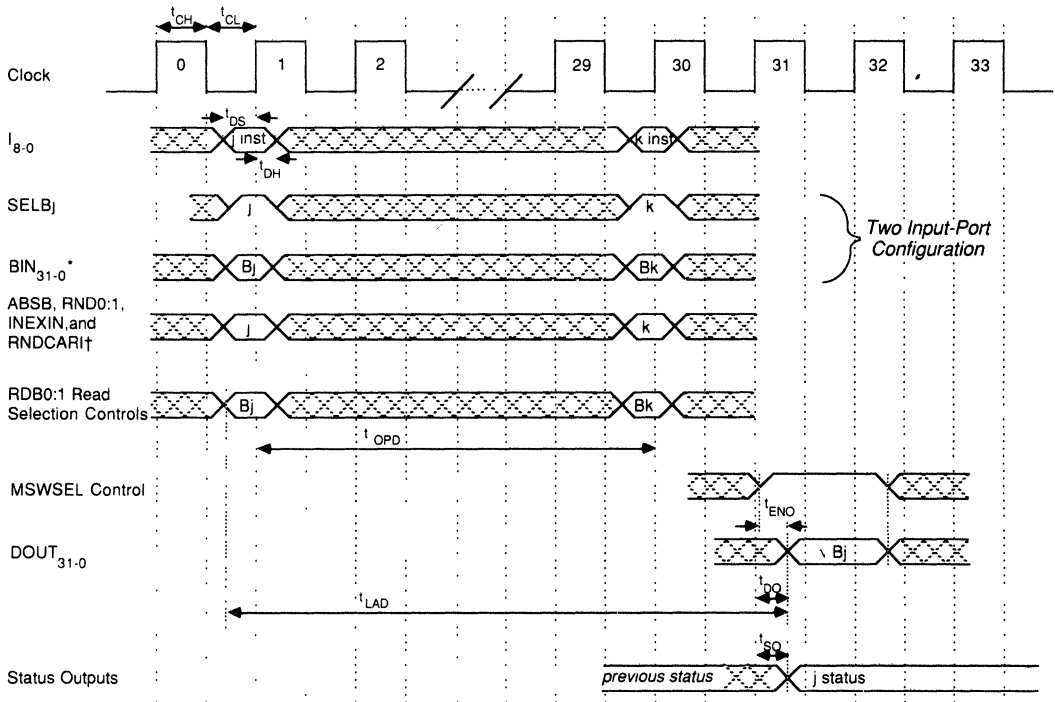 tCH tCL
Clock 0 1 2 29 30 31 32 33
tDS
I8-0 j inst k inst
tDH
SELBj j k
Two Input-Port
Configuration
BIN31-0* Bj Bk
ABSB, RND0:1,
INEXIN,and
RNDCARI† j k
RDB0:1 Read
Selection Controls Bj Bk
tOPD
MSWSEL Control
tENO
DOUT31-0 Bj
tDO
tLAD
tSO
Status Outputs previous status j status